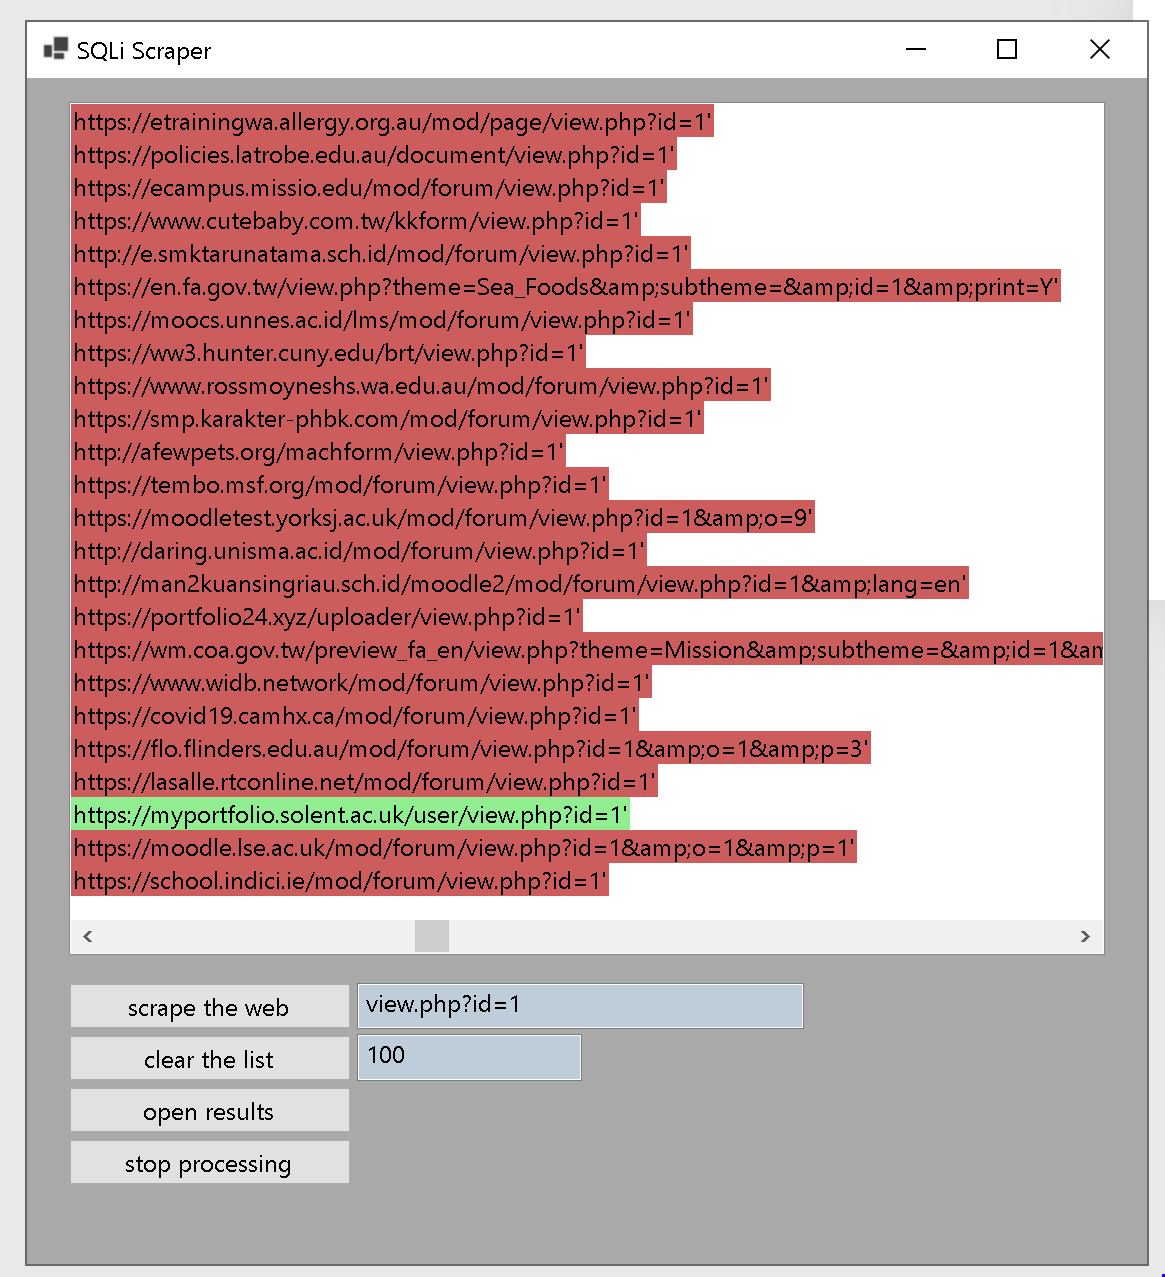 SQLi Scraper
https://etrainingwa.allergy.org.au/mod/page/view.php?id=1'
https://policies.latrobe.edu.au/document/view.php?id=1'
https://ecampus.missio.edu/mod/forum/view.php?id=1'
https://www.cutebaby.com.tw/kkform/view.php?id=1'
http://e.smktarunatama.sch.id/mod/forum/view.php?id=1'
https://en.fa.gov.tw/view.php?theme=Sea_Foods&amp;subtheme=&amp;id=1&amp;print=Y'
https://moocs.unnes.ac.id/lms/mod/forum/view.php?id=1'
https://ww3.hunter.cuny.edu/brt/view.php?id=1'
https://www.rossmoyneshs.wa.edu.au/mod/forum/view.php?id=1'
https://smp.karakter-phbk.com/mod/forum/view.php?id=1'
http://afewpets.org/machform/view.php?id=1'
https://tembo.msf.org/mod/forum/view.php?id=1'
https://moodletest.yorksj.ac.uk/mod/forum/view.php?id=1&amp;o=9'
http://daring.unisma.ac.id/mod/forum/view.php?id=1'
http://man2kuansingriau.sch.id/moodle2/mod/forum/view.php?id=1&amp;lang=en'
https://portfolio24.xyz/uploader/view.php?id=1'
https://wm.coa.gov.tw/preview_fa_en/view.php?theme=Mission&amp;subtheme=&amp;id=1&am
https://www.widb.network/mod/forum/view.php?id=1'
https://covid19.camhx.ca/mod/forum/view.php?id=1'
https://flo.flinders.edu.au/mod/forum/view.php?id=1&amp;o=1&amp;p=3'
https://lasalle.rtconline.net/mod/forum/view.php?id=1'
https://myportfolio.solent.ac.uk/user/view.php?id=1'
https://moodle.lse.ac.uk/mod/forum/view.php?id=1&amp;o=1&amp;p=1'
https://school.indici.ie/mod/forum/view.php?id=1'
scrape the web view.php?id=1
clear the list 100
open results
stop processing